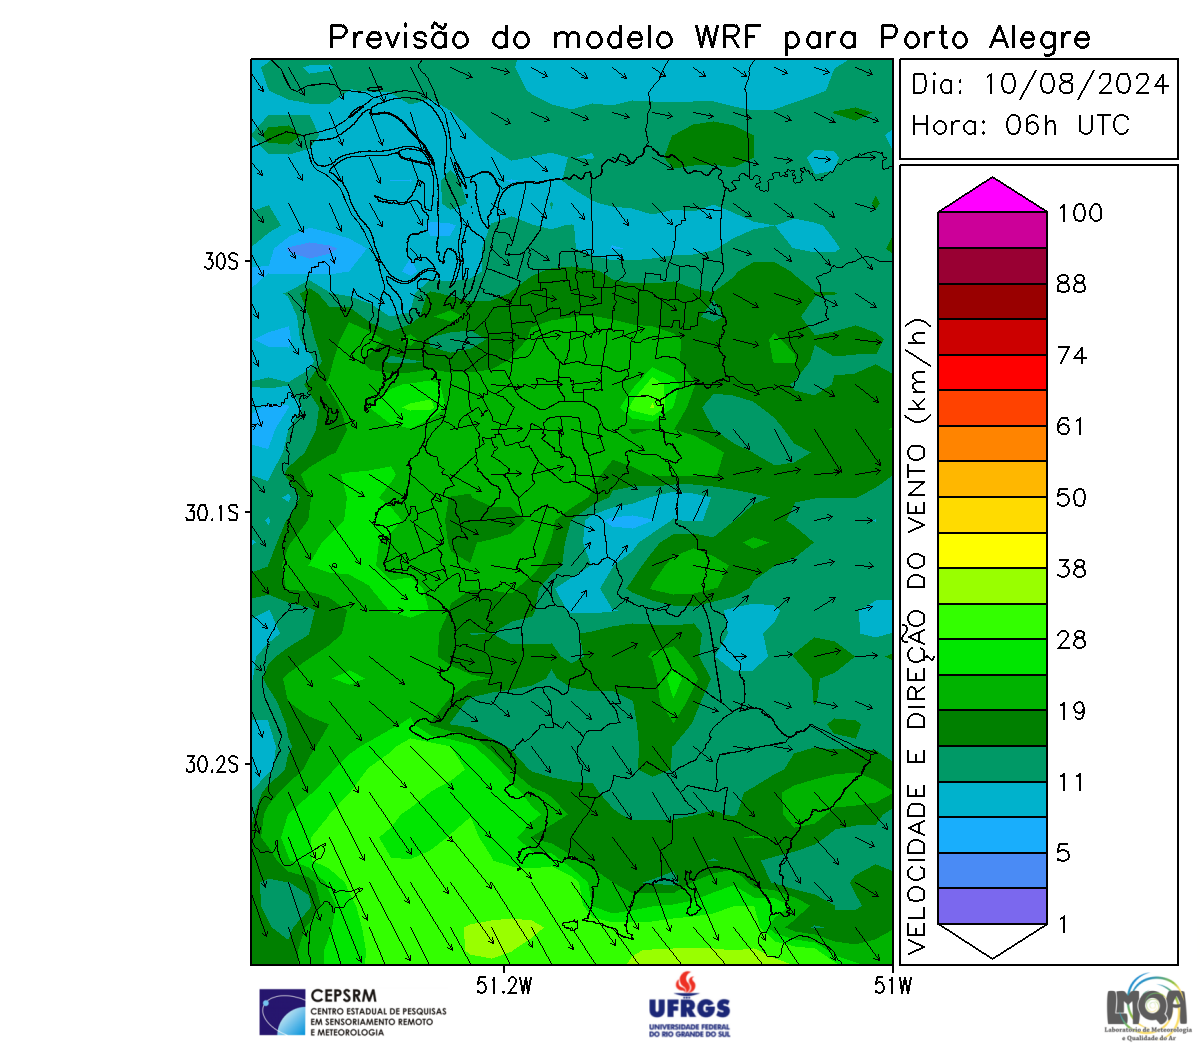 Previsão do modelo WRF para Porto Alegre
Dia: 10/08/2024
Hora: 06h UTC
100
88
74
61
50
38
28
19
11
5
1
VELOCIDADE E DIREÇÃO DO VENTO (km/h)
30S
30.1S
30.2S
51.2W
51W
CEPSRM
CENTRO ESTADUAL DE PESQUISAS
EM SENSORIAMENTO REMOTO
E METEOROLOGIA
UFRGS
UNIVERSIDADE FEDERAL
DO RIO GRANDE DO SUL
LMQA
Laboratório de Meteorologia
e Qualidade do Ar